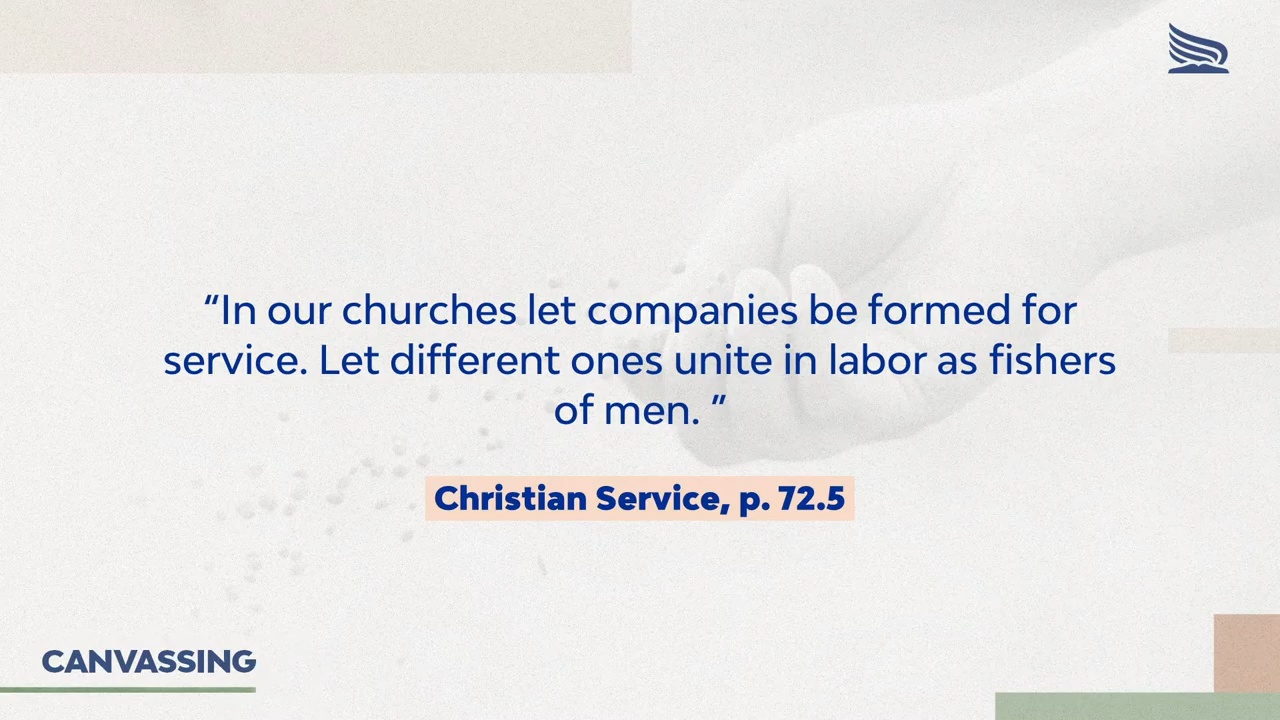 “In our churches let companies be formed for
service. Let different ones unite in labor as fishers
of men. ”
Christian Service, p. 72.5
CANVASSING